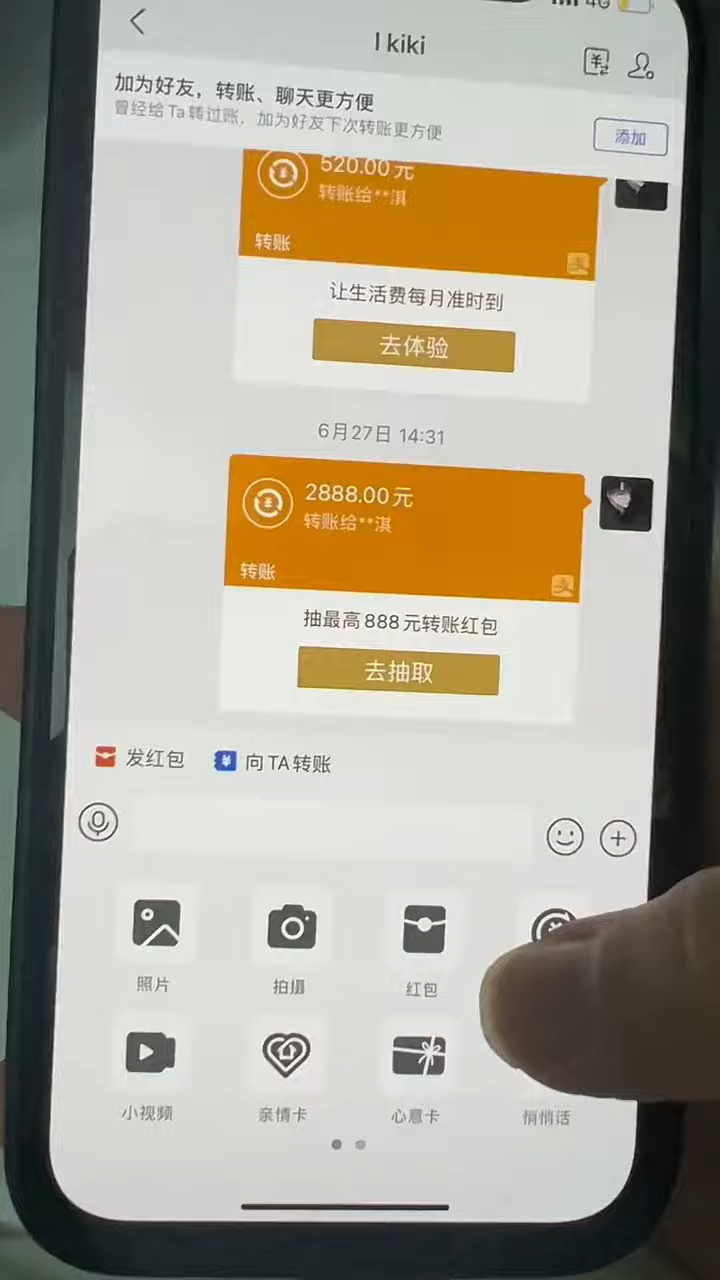 4G
I kiki
加为好友，转账、聊天更方便
曾经给Ta转过账，加为好友下次转账更方便
添加
520.00元
转账给**淇
转账
支
让生活费每月准时到
去体验
6月27日 14:31
2888.00元
转账给**淇
转账
支
抽最高888元转账红包
去抽取
发红包 向TA转账
照片 拍摄 红包
小视频 亲情卡 心意卡 悄悄话